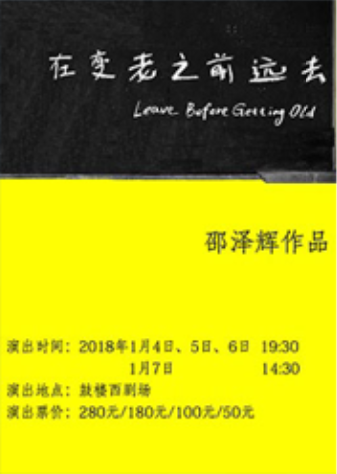 在变老之前远去
Leave Before Getting Old
邵泽辉作品
演出时间：2018年1月4日、5日、6日 19:30
1月7日 14:30
演出地点：鼓楼西剧场
演出票价：280元/180元/100元/50元